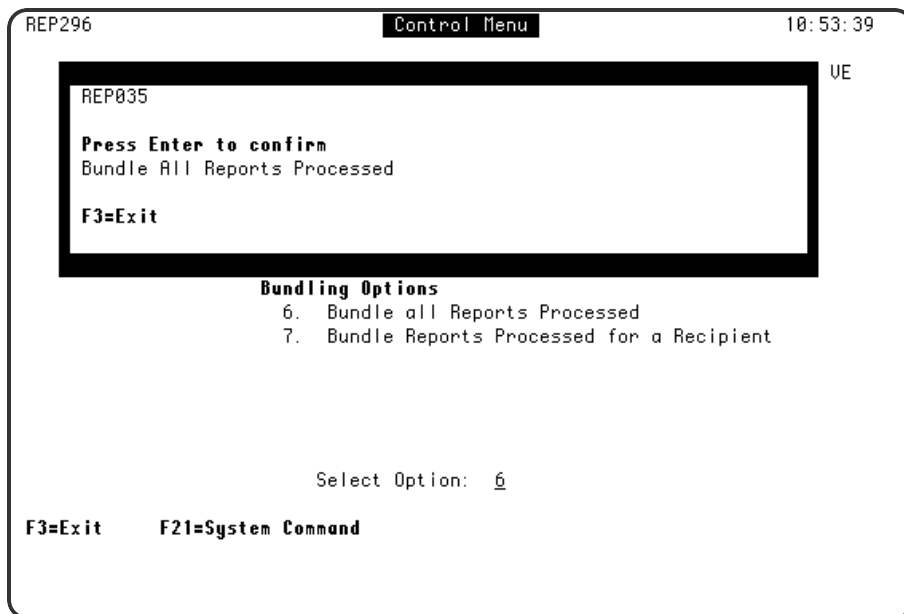 REP296 Control Menu 10:53:39
VE
REP035
Press Enter to confirm
Bundle All Reports Processed
F3=Exit
Bundling Options
6. Bundle all Reports Processed
7. Bundle Reports Processed for a Recipient
Select Option: 6
F3=Exit F21=System Command